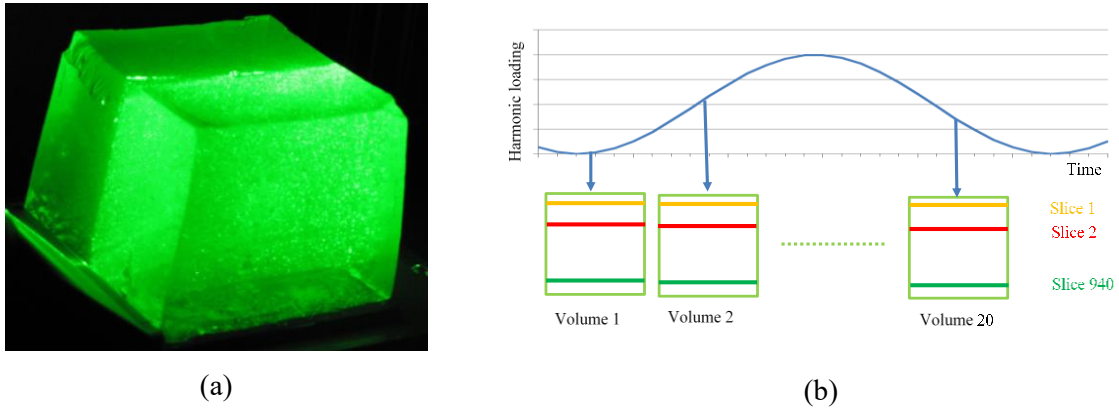 Harmonic loading
Time
Slice 1
Slice 2
Slice 940
Volume 1
Volume 2
Volume 20
(a)
(b)